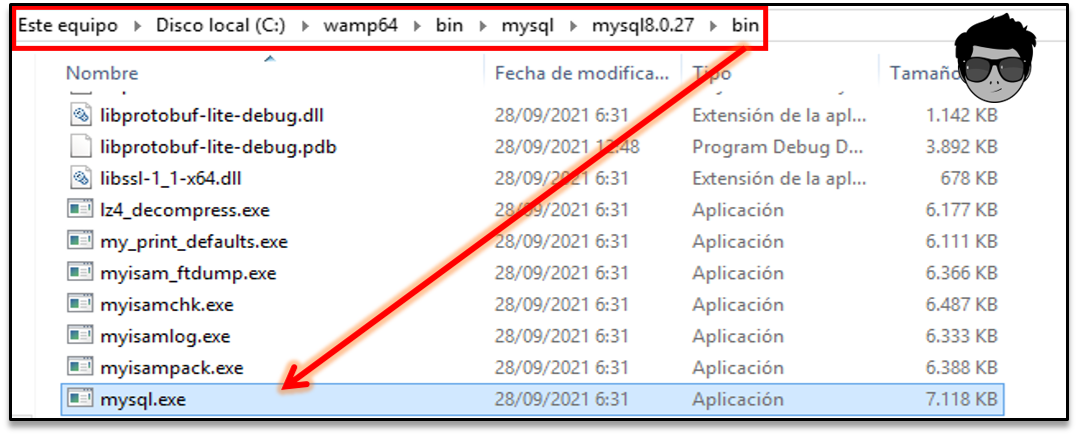 Este equipo Disco local (C:) wamp64 bin mysql mysql8.0.27 bin
Nombre Fecha de modifica... Tipo Tamaño
libprotobuf-lite-debug.dll 28/09/2021 6:31 Extensión de la apl... 1.142 KB
libprotobuf-lite-debug.pdb 28/09/2021 12:48 Program Debug D... 3.892 KB
libssl-1_1-x64.dll 28/09/2021 6:31 Extensión de la apl... 678 KB
lz4_decompress.exe 28/09/2021 6:31 Aplicación 6.177 KB
my_print_defaults.exe 28/09/2021 6:31 Aplicación 6.111 KB
myisam_ftdump.exe 28/09/2021 6:31 Aplicación 6.366 KB
myisamchk.exe 28/09/2021 6:31 Aplicación 6.487 KB
myisamlog.exe 28/09/2021 6:31 Aplicación 6.333 KB
myisampack.exe 28/09/2021 6:31 Aplicación 6.388 KB
mysql.exe 28/09/2021 6:31 Aplicación 7.118 KB